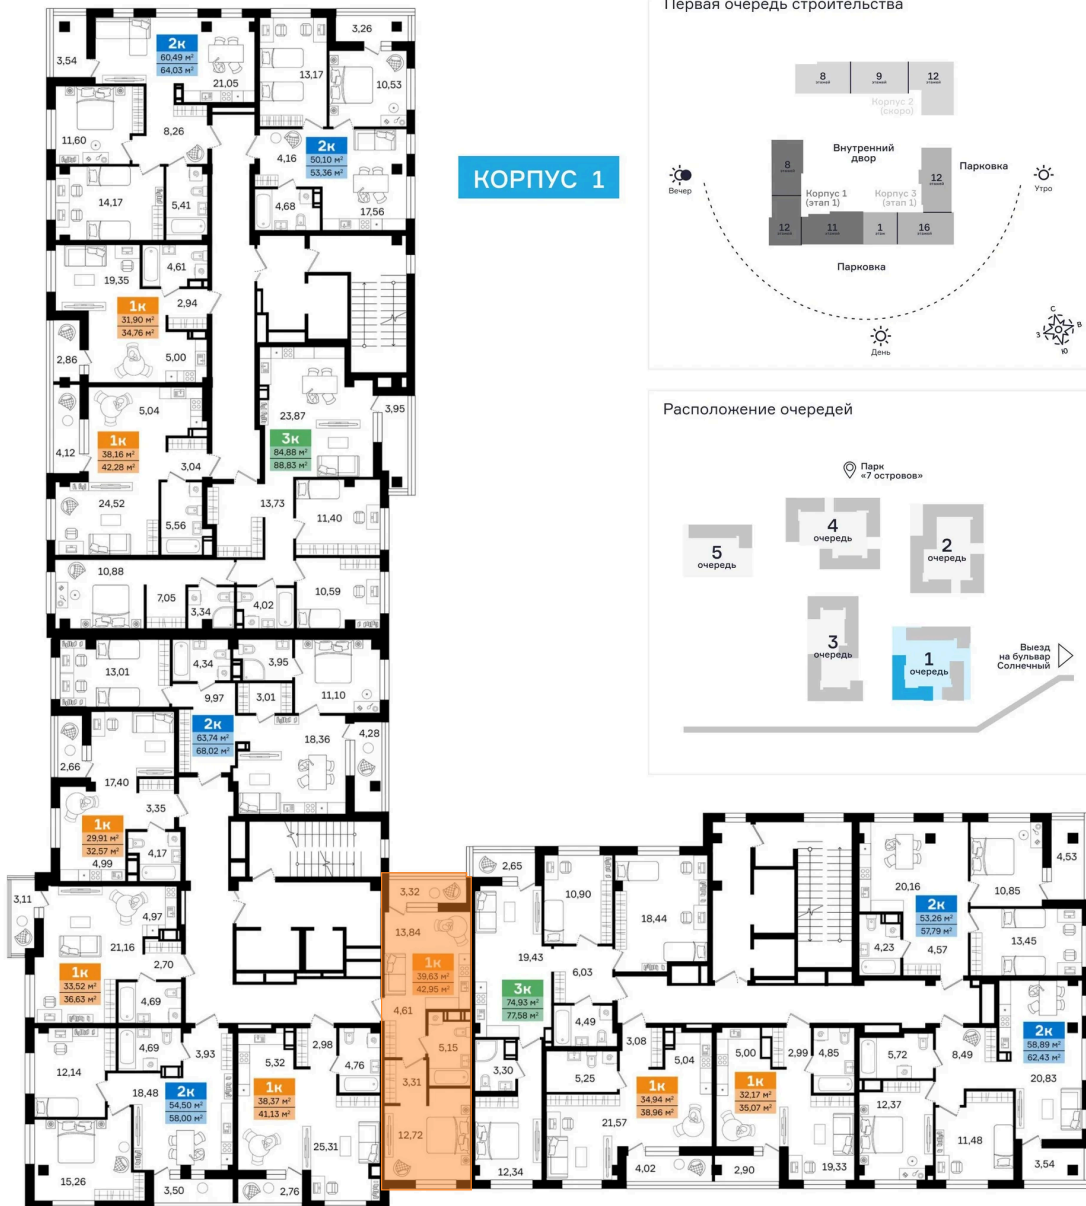 Первая очередь строительства
8
этажей
9
этажей
12
этажей
Корпус 2
(скоро)
Внутренний
двор
8
этажей
12
этажей
Парковка
Вечер
Утро
Корпус 1
(этап 1)
Корпус 3
(этап 1)
12
этажей
11
этажей
1
этаж
16
этажей
Парковка
День
С
В
З
Ю
КОРПУС 1
Расположение очередей
Парк
«7 островов»
4
очередь
5
очередь
2
очередь
3
очередь
1
очередь
Выезд
на бульвар
Солнечный
3,54
2к
60,49 м²
64,03 м²
21,05
13,17
3,26
10,53
11,60
8,26
4,16
2к
50,10 м²
53,36 м²
14,17
5,41
4,68
17,56
19,35
4,61
1к
31,90 м²
34,76 м²
2,94
2,86
5,00
5,04
23,87
3,95
1к
38,16 м²
42,28 м²
3к
84,88 м²
88,83 м²
4,12
3,04
24,52
5,56
13,73
11,40
10,88
7,05
3,34
4,02
10,59
13,01
4,34
3,95
9,97
3,01
11,10
2к
63,74 м²
68,02 м²
18,36
4,28
2,66
17,40
3,35
1к
29,91 м²
32,57 м²
4,99
4,17
3,11
4,97
21,16
2,70
1к
33,52 м²
36,63 м²
4,69
3,32
13,84
1к
39,63 м²
42,95 м²
4,61
5,15
3,31
12,72
12,14
4,69
3,93
18,48
2к
54,50 м²
58,00 м²
15,26
3,50
5,32
2,98
4,76
1к
38,37 м²
41,13 м²
25,31
2,76
2,65
10,90
18,44
19,43
6,03
3к
74,93 м²
77,58 м²
4,49
3,30
12,34
5,25
3,08
5,04
1к
34,94 м²
38,96 м²
21,57
4,02
5,00
2,99
4,85
1к
32,17 м²
35,07 м²
2,90
19,33
20,16
10,85
4,53
2к
53,26 м²
57,79 м²
4,23
4,57
13,45
5,72
8,49
2к
58,89 м²
62,43 м²
20,83
12,37
11,48
3,54